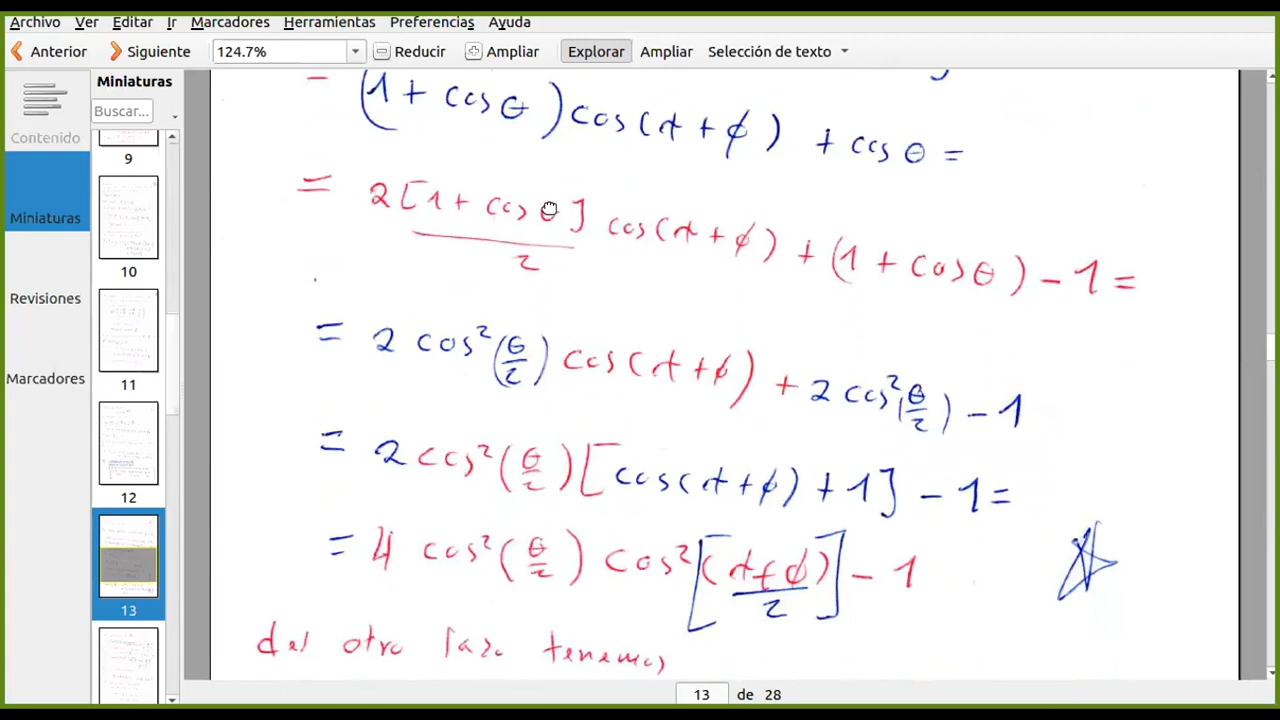 Archivo Ver Editar Ir Marcadores Herramientas Preferencias Ayuda
Anterior Siguiente 124.7% Reducir Ampliar Explorar Ampliar Selección de texto
Contenido
Miniaturas
Revisiones
Marcadores
Miniaturas
Buscar...
9
10
11
12
13
(1 + cos θ) cos(λ + φ) + cos θ =
= 2 [1 + cos θ]/2 cos(λ + φ) + (1 + cos θ) - 1 =
= 2 cos²(θ/2) cos(λ + φ) + 2 cos²(θ/2) - 1
= 2 cos²(θ/2) [cos(λ + φ) + 1] - 1 =
= 4 cos²(θ/2) cos² [(λ + φ)/2] - 1
del otro lado tenemos
13 de 28